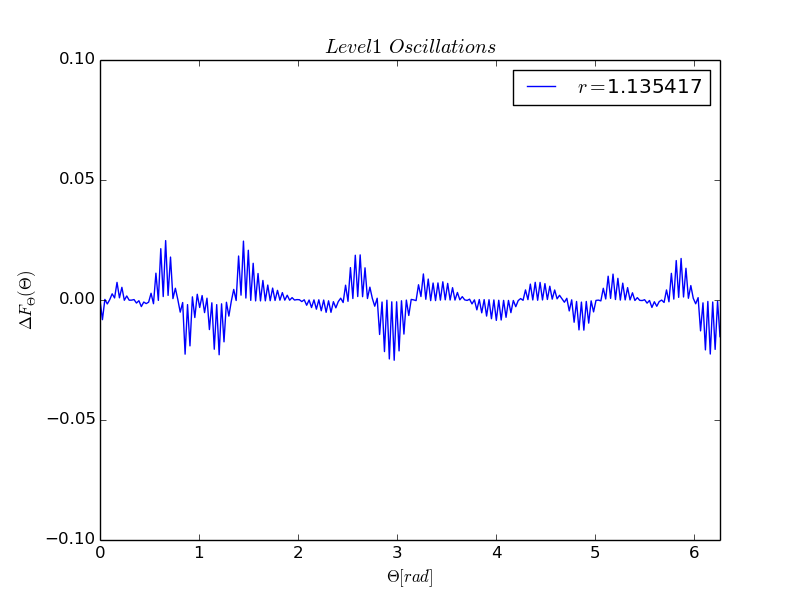 Level1 Oscillations
r=1.135417
0.10
0.05
0.00
−0.05
−0.10
ΔF_Θ(Θ)
0 1 2 3 4 5 6
Θ[rad]